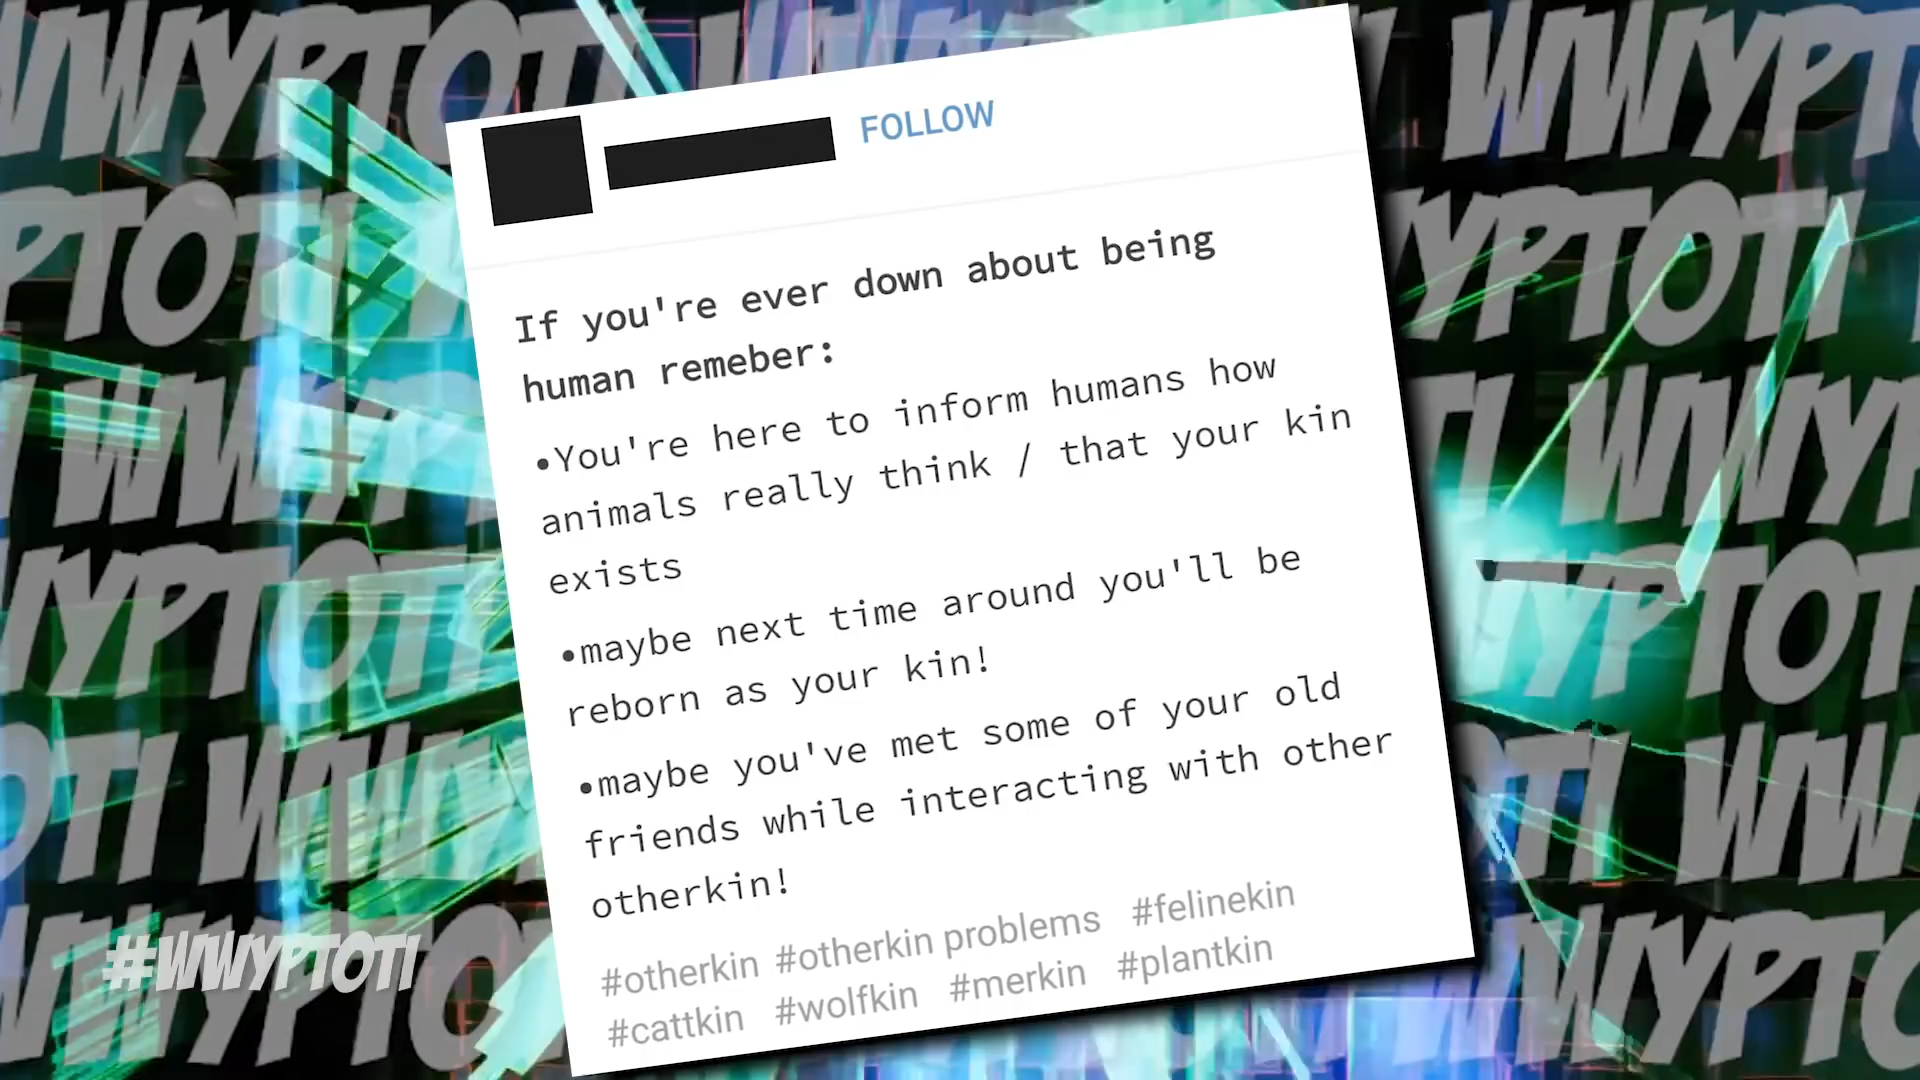 FOLLOW
If you're ever down about being
human remeber:
•You're here to inform humans how
animals really think / that your kin
exists
•maybe next time around you'll be
reborn as your kin!
•maybe you've met some of your old
friends while interacting with other
otherkin!
#otherkin #otherkin problems #felinekin
#cattkin #wolfkin #merkin #plantkin
#WWYPTOTI